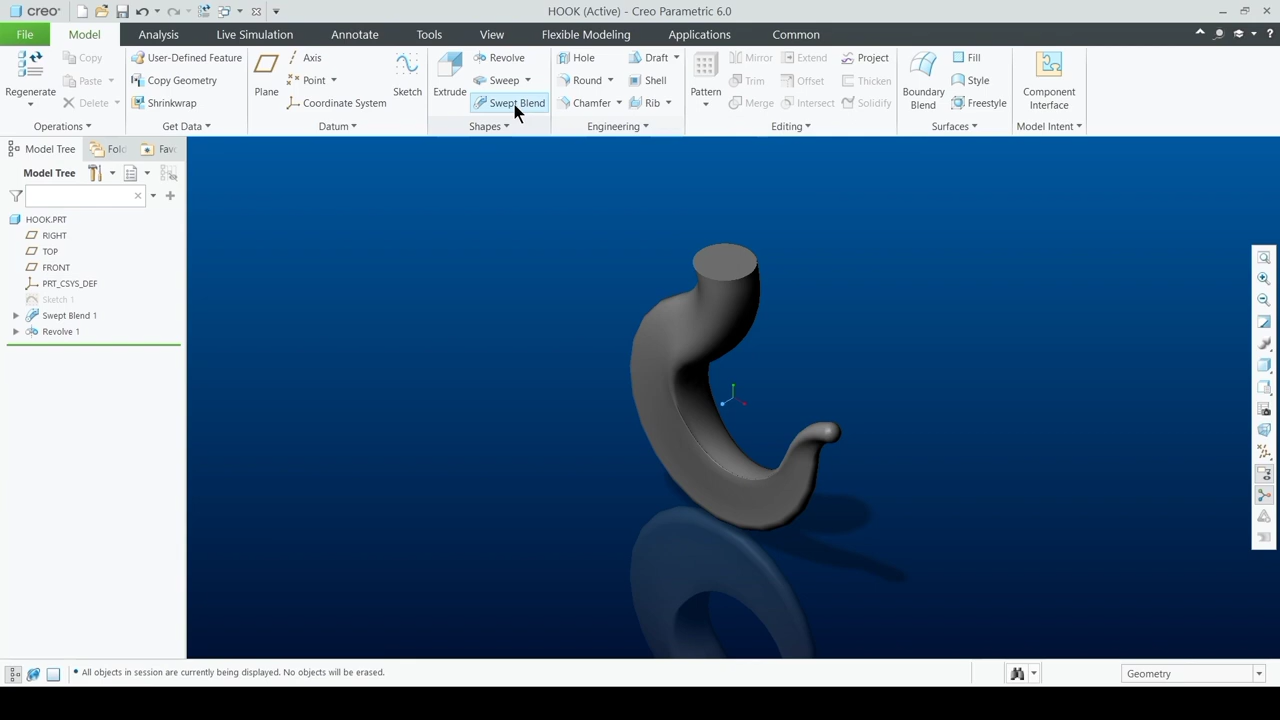 creo HOOK (Active) - Creo Parametric 6.0
File Model Analysis Live Simulation Annotate Tools View Flexible Modeling Applications Common
Copy User-Defined Feature Axis Revolve Hole Draft Mirror Extend Project Fill
Regenerate Paste Copy Geometry Plane Point Sketch Extrude Sweep Round Shell Pattern Trim Offset Thicken Boundary Blend Style Component Interface
Delete Shrinkwrap Coordinate System Swept Blend Chamfer Rib Merge Intersect Solidify Freestyle
Operations Get Data Datum Shapes Engineering Editing Surfaces Model Intent
Model Tree Fol Fav
Model Tree
HOOK.PRT
RIGHT
TOP
FRONT
PRT_CSYS_DEF
Sketch 1
Swept Blend 1
Revolve 1
All objects in session are currently being displayed. No objects will be erased.
Geometry